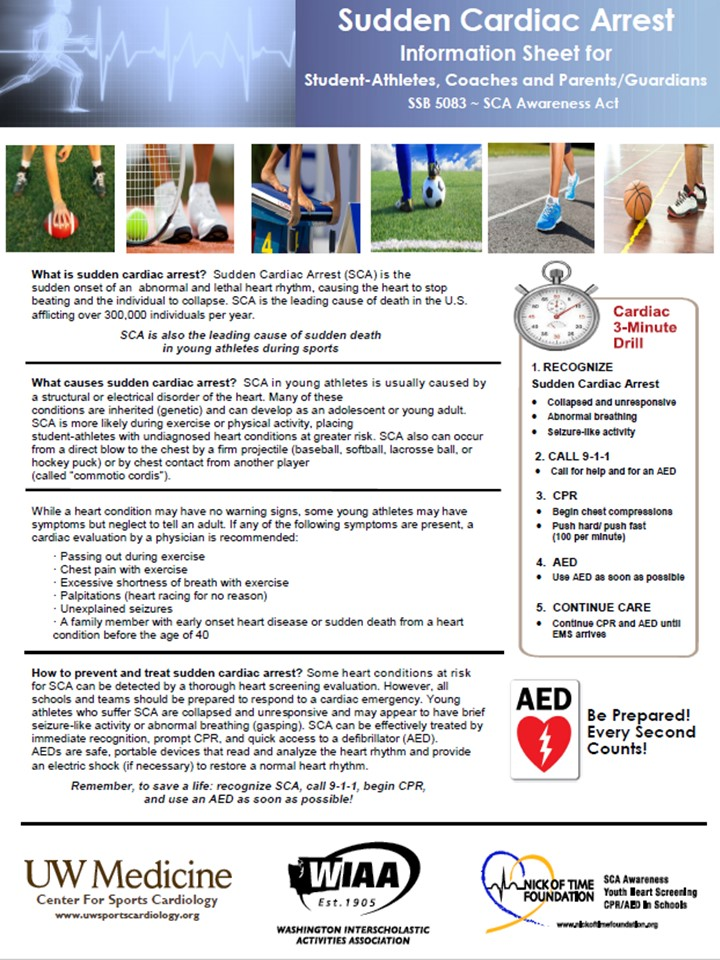 Sudden Cardiac Arrest
Information Sheet for
Student-Athletes, Coaches and Parents/Guardians
SSB 5083 ~ SCA Awareness Act
4
What is sudden cardiac arrest? Sudden Cardiac Arrest (SCA) is the
sudden onset of an abnormal and lethal heart rhythm, causing the heart to stop
beating and the individual to collapse. SCA is the leading cause of death in the U.S.
afflicting over 300,000 individuals per year.
SCA is also the leading cause of sudden death
in young athletes during sports
What causes sudden cardiac arrest? SCA in young athletes is usually caused by
a structural or electrical disorder of the heart. Many of these
conditions are inherited (genetic) and can develop as an adolescent or young adult.
SCA is more likely during exercise or physical activity, placing
student-athletes with undiagnosed heart conditions at greater risk. SCA also can occur
from a direct blow to the chest by a firm projectile (baseball, softball, lacrosse ball, or
hockey puck) or by chest contact from another player
(called "commotio cordis").
While a heart condition may have no warning signs, some young athletes may have
symptoms but neglect to tell an adult. If any of the following symptoms are present, a
cardiac evaluation by a physician is recommended:
· Passing out during exercise
· Chest pain with exercise
· Excessive shortness of breath with exercise
· Palpitations (heart racing for no reason)
· Unexplained seizures
· A family member with early onset heart disease or sudden death from a heart
condition before the age of 40
How to prevent and treat sudden cardiac arrest? Some heart conditions at risk
for SCA can be detected by a thorough heart screening evaluation. However, all
schools and teams should be prepared to respond to a cardiac emergency. Young
athletes who suffer SCA are collapsed and unresponsive and may appear to have brief
seizure-like activity or abnormal breathing (gasping). SCA can be effectively treated by
immediate recognition, prompt CPR, and quick access to a defibrillator (AED).
AEDs are safe, portable devices that read and analyze the heart rhythm and provide
an electric shock (if necessary) to restore a normal heart rhythm.
Remember, to save a life: recognize SCA, call 9-1-1, begin CPR,
and use an AED as soon as possible!
Cardiac
3-Minute
Drill
1. RECOGNIZE
Sudden Cardiac Arrest
• Collapsed and unresponsive
• Abnormal breathing
• Seizure-like activity
2. CALL 9-1-1
• Call for help and for an AED
3. CPR
• Begin chest compressions
• Push hard/ push fast
(100 per minute)
4. AED
• Use AED as soon as possible
5. CONTINUE CARE
• Continue CPR and AED until
EMS arrives
AED
Be Prepared!
Every Second
Counts!
UW Medicine
Center For Sports Cardiology
www.uwsportscardiology.org
WIAA
Est. 1905
WASHINGTON INTERSCHOLASTIC
ACTIVITIES ASSOCIATION
NICK OF TIME
FOUNDATION
SCA Awareness
Youth Heart Screening
CPR/AED in Schools
www.nickoftimefoundation.org